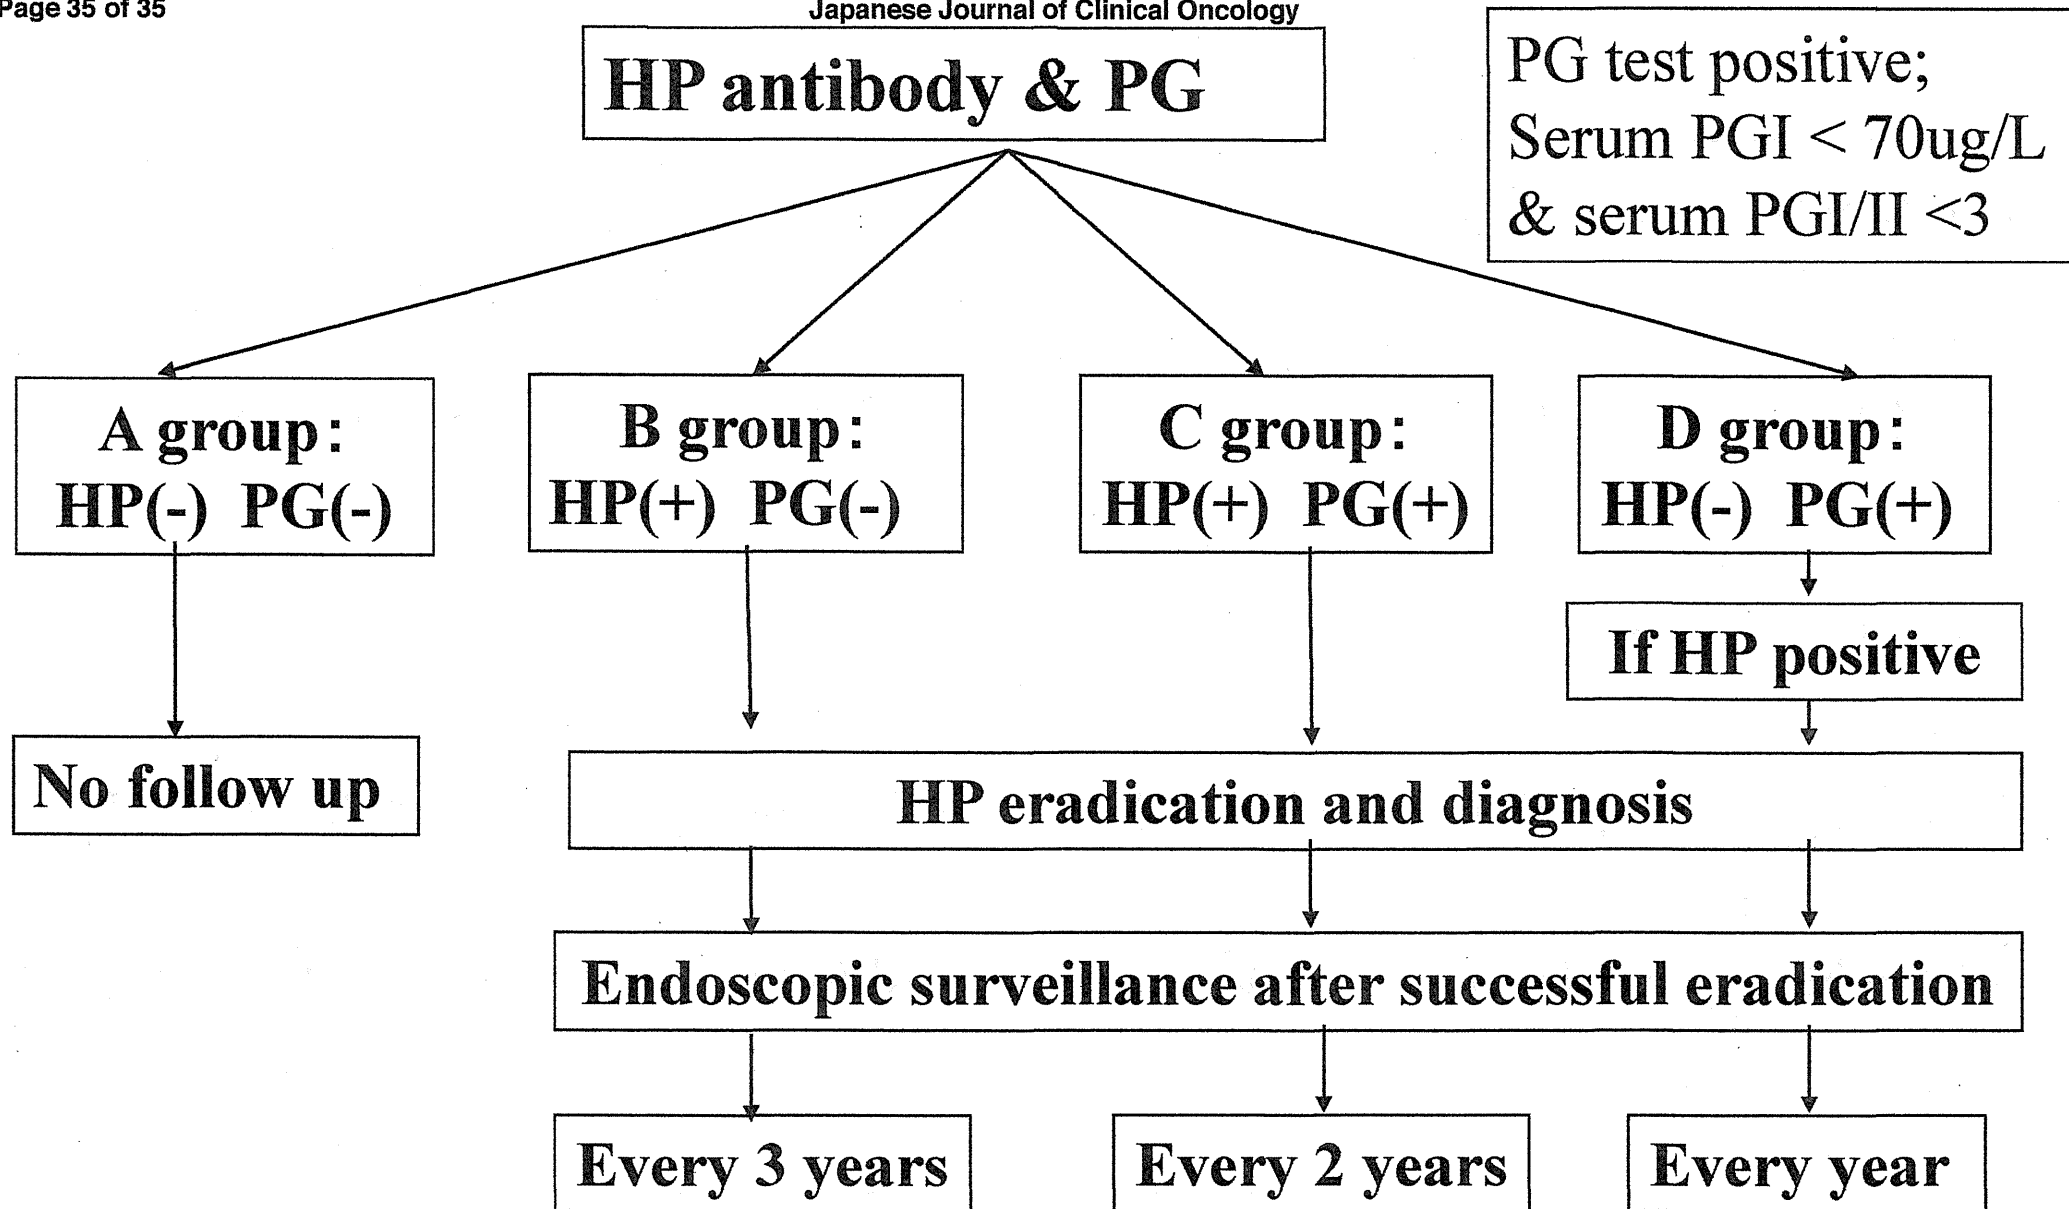 Page 35 of 35
Japanese Journal of Clinical Oncology
HP antibody & PG
PG test positive;
Serum PGI < 70ug/L
& serum PGI/II <3
A group:
HP(-) PG(-)
B group:
HP(+) PG(-)
C group:
HP(+) PG(+)
D group:
HP(-) PG(+)
If HP positive
No follow up
HP eradication and diagnosis
Endoscopic surveillance after successful eradication
Every 3 years
Every 2 years
Every year